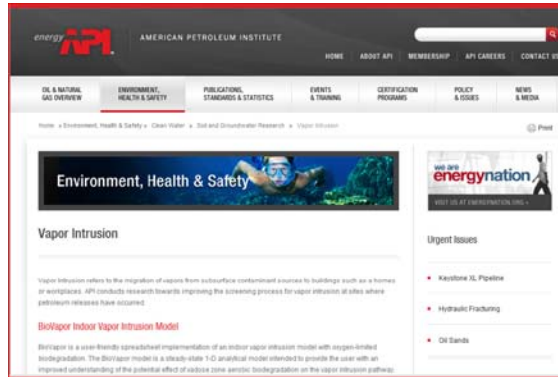 energy API
AMERICAN PETROLEUM INSTITUTE
HOME ABOUT API MEMBERSHIP API CAREERS CONTACT US
OIL & NATURAL GAS OVERVIEW
ENVIRONMENT, HEALTH & SAFETY
PUBLICATIONS, STANDARDS & STATISTICS
EVENTS & TRAINING
CERTIFICATION PROGRAMS
POLICY & ISSUES
NEWS & MEDIA
Home » Environment, Health & Safety » Clean Water » Soil and Groundwater Research » Vapor Intrusion
Print
Environment, Health & Safety
we are
energynation
VISIT US AT ENERGYNATION.ORG »
Vapor Intrusion
Vapor Intrusion refers to the migration of vapors from subsurface contaminant sources to buildings such as a homes
or workplaces. API conducts research towards improving the screening process for vapor intrusion at sites where
petroleum releases have occurred.
BioVapor Indoor Vapor Intrusion Model
BioVapor is a user-friendly spreadsheet implementation of an indoor vapor intrusion model with oxygen-limited
biodegradation. The BioVapor model is a steady-state 1-D analytical model intended to provide the user with an
improved understanding of the potential effect of vadose zone aerobic biodegradation on the vapor intrusion pathway.
Urgent Issues
Keystone XL Pipeline
Hydraulic Fracturing
Oil Sands